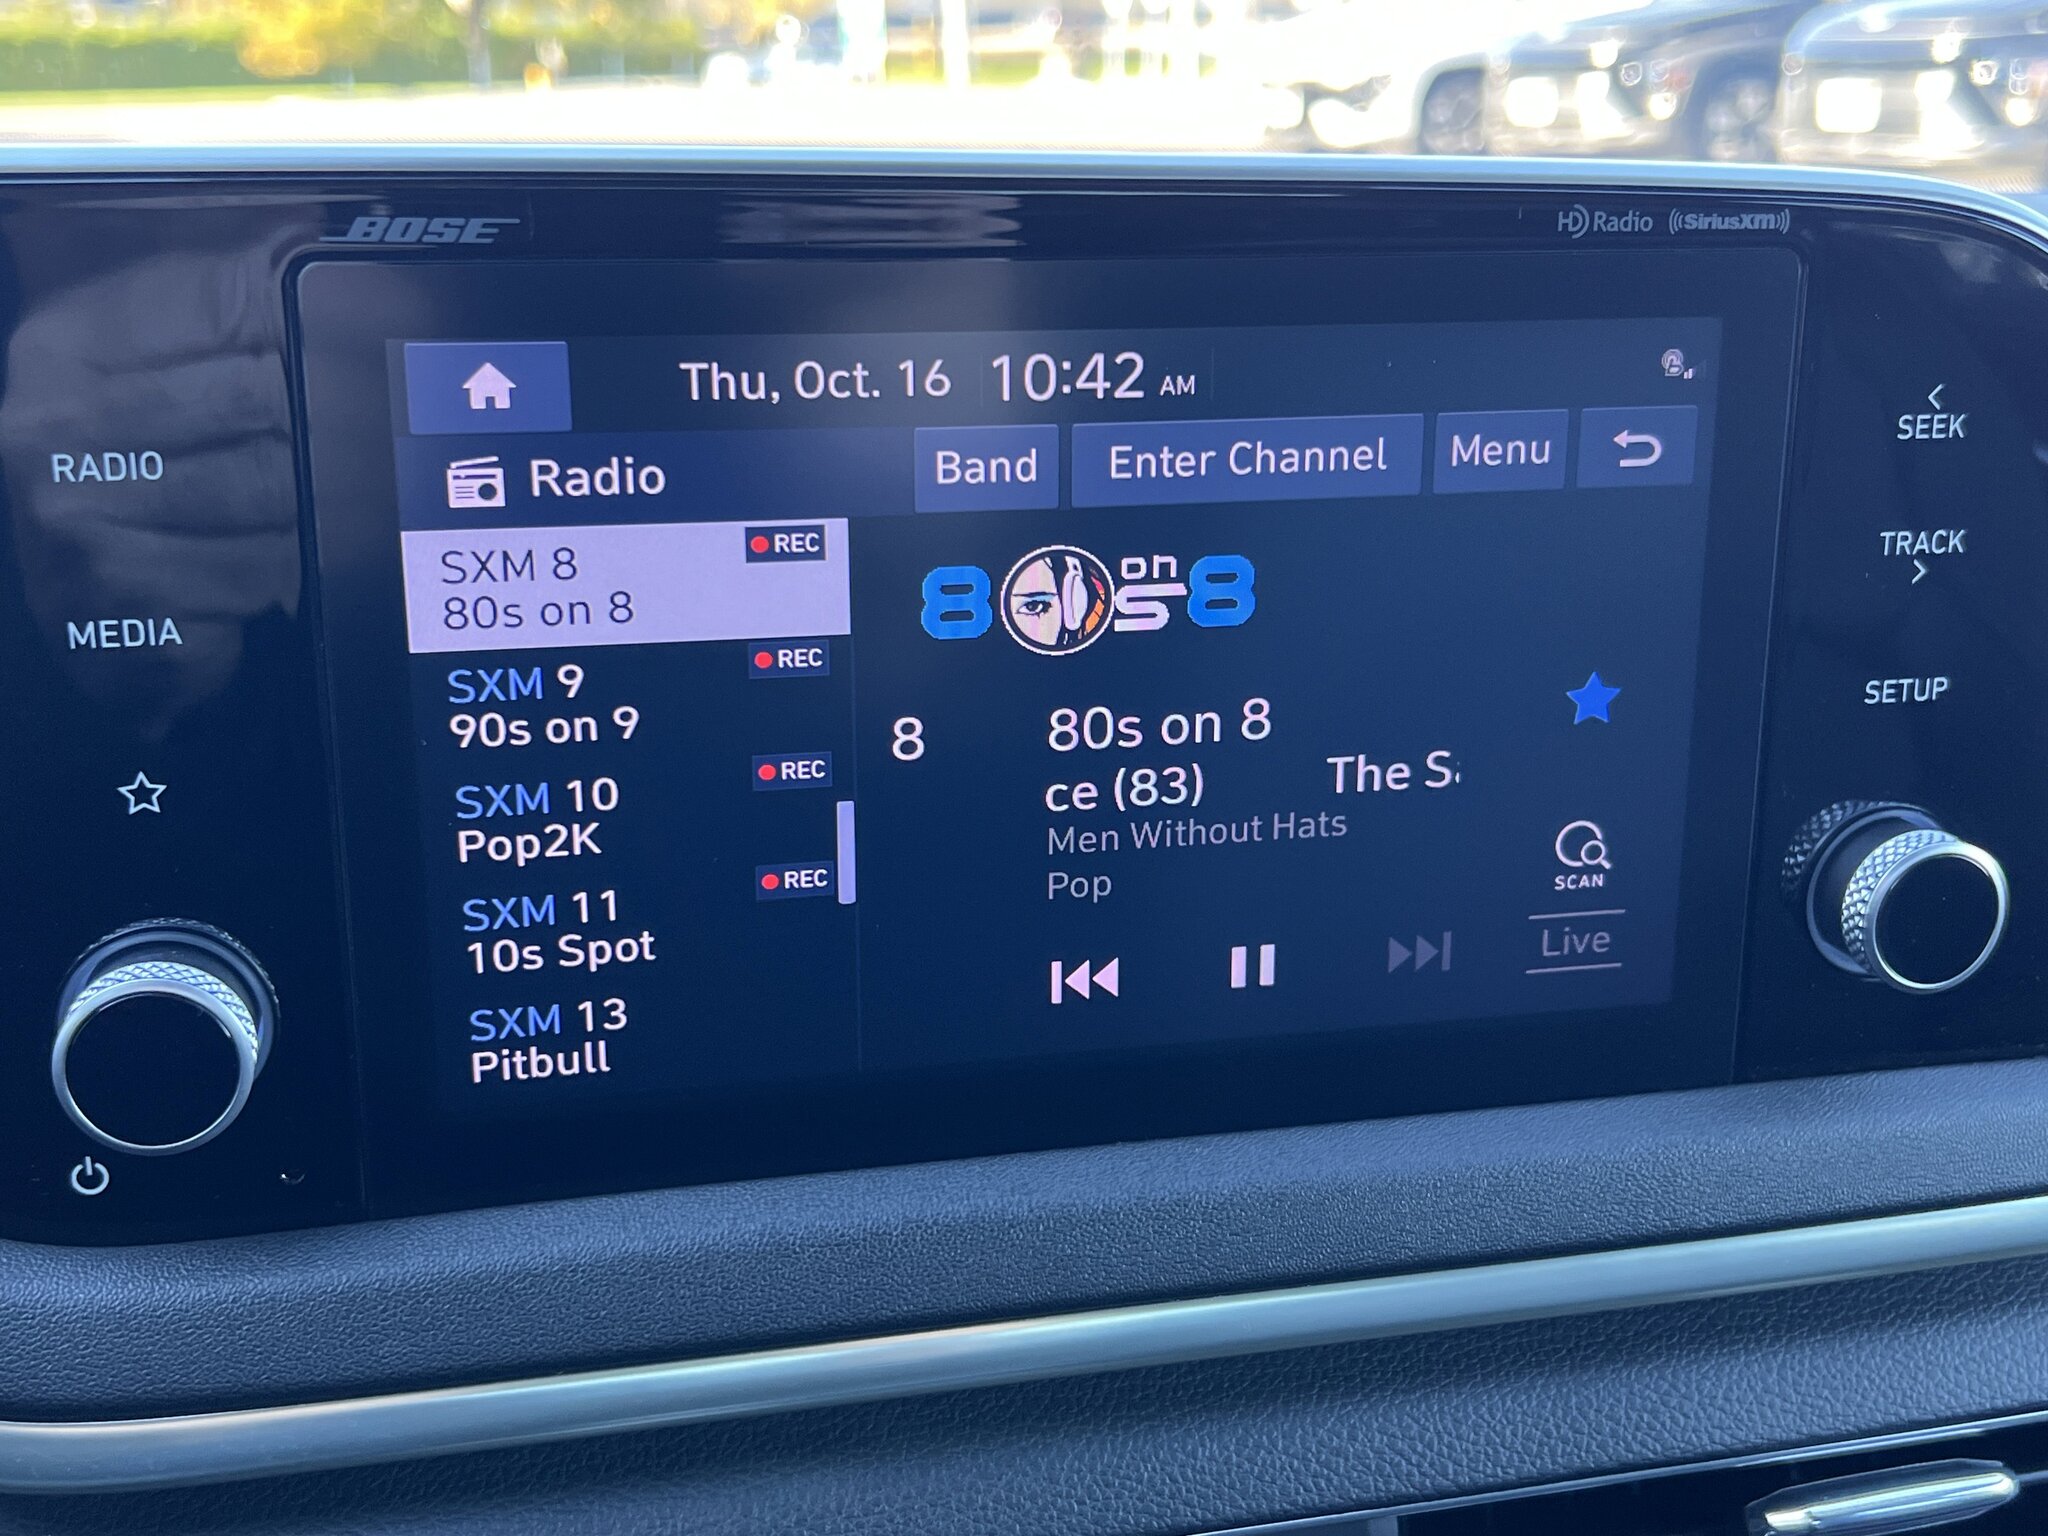 BOSE
HD Radio ((SiriusXM))
Thu, Oct. 16 10:42 AM
Radio
Band
Enter Channel
Menu
SXM 8
REC
80s on 8
SXM 9
REC
90s on 9
SXM 10
REC
Pop2K
SXM 11
REC
10s Spot
SXM 13
Pitbull
8 s on 8
8
80s on 8
ce (83) The S
Men Without Hats
Pop
SCAN
Live
RADIO
MEDIA
SEEK
TRACK
SETUP